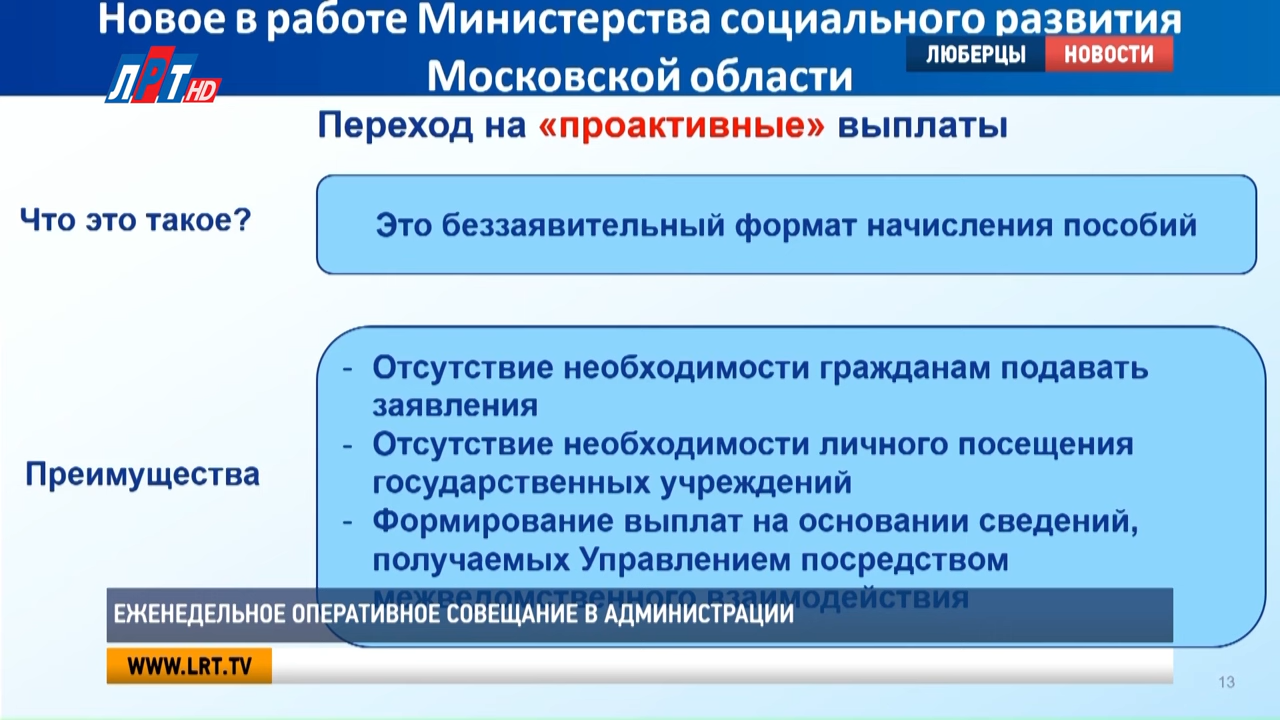 Новое в работе Министерства социального развития
Московской области
ЛРТHD
ЛЮБЕРЦЫ НОВОСТИ
Переход на «проактивные» выплаты
Что это такое?
Это беззаявительный формат начисления пособий
Преимущества
- Отсутствие необходимости гражданам подавать
заявления
- Отсутствие необходимости личного посещения
государственных учреждений
- Формирование выплат на основании сведений,
получаемых Управлением посредством
межведомственного взаимодействия
ЕЖЕНЕДЕЛЬНОЕ ОПЕРАТИВНОЕ СОВЕЩАНИЕ В АДМИНИСТРАЦИИ
WWW.LRT.TV
13